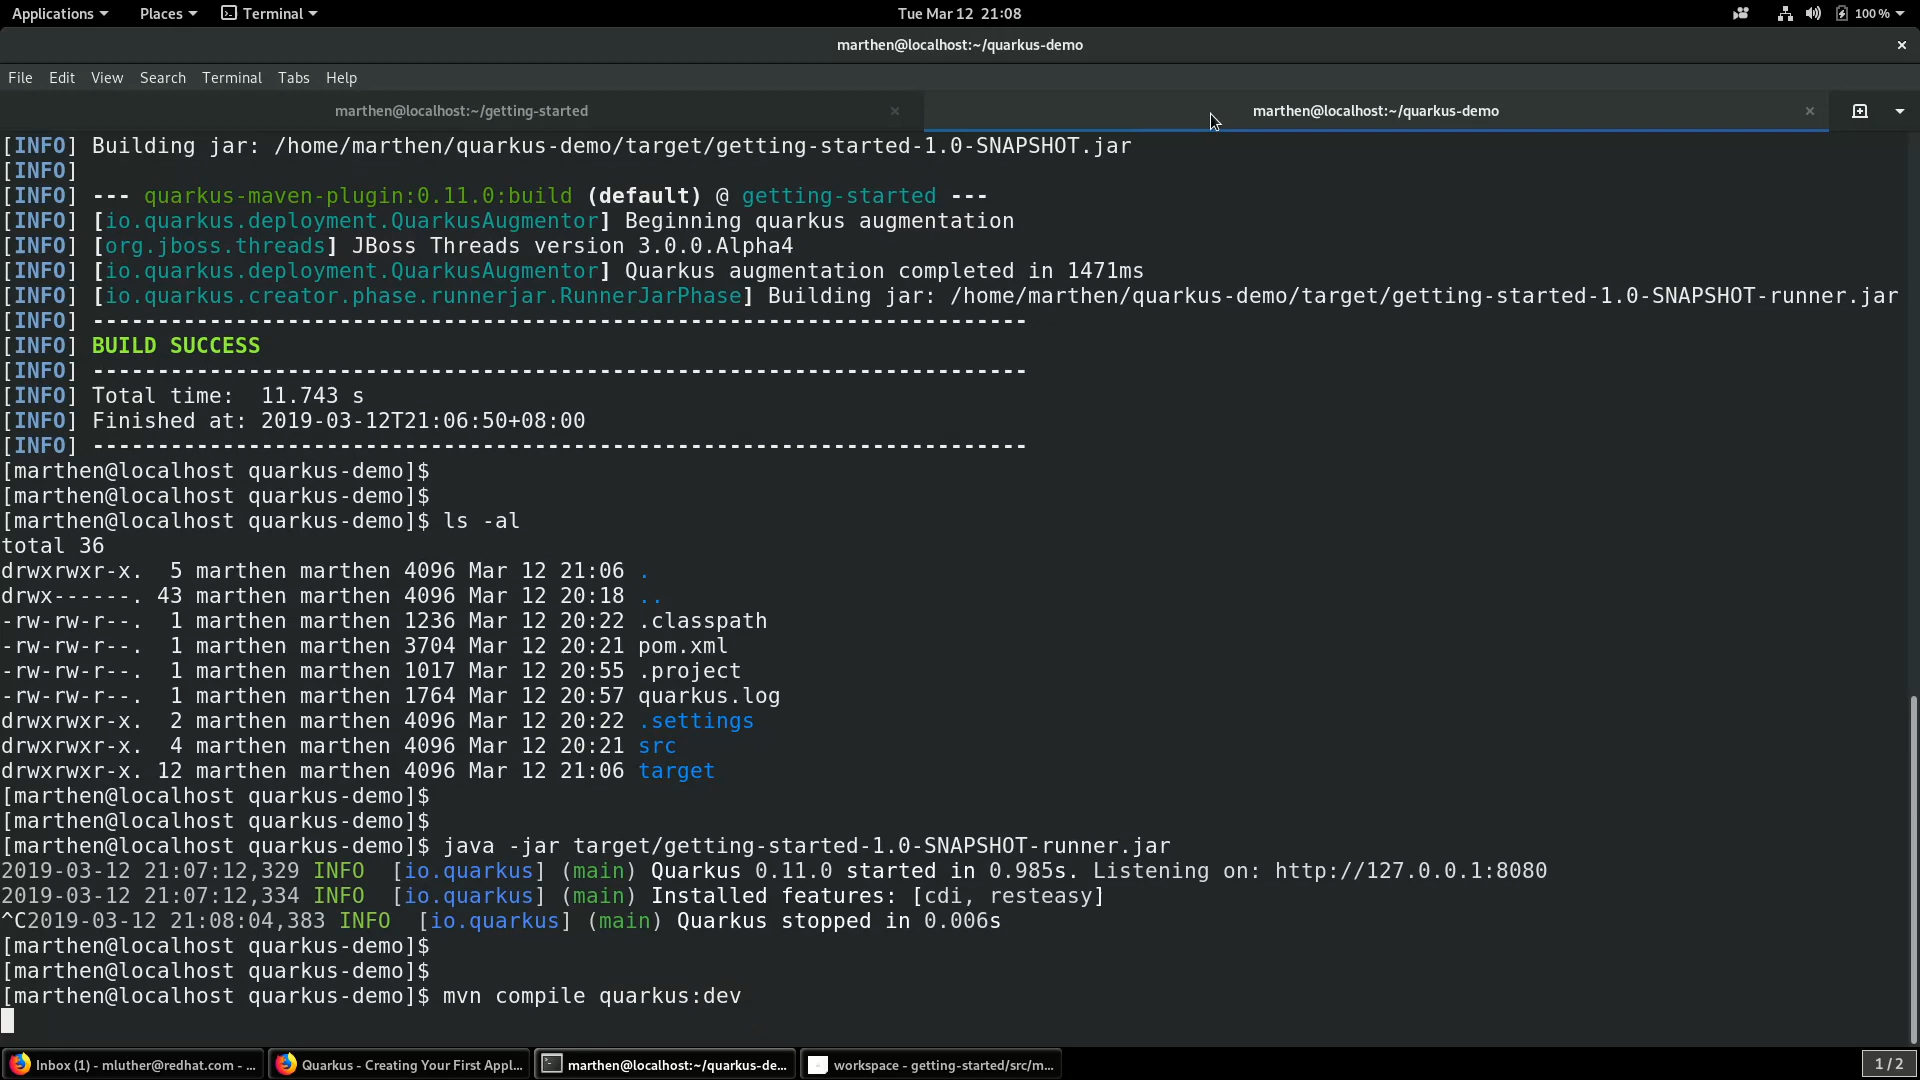 Applications Places Terminal Tue Mar 12 21:08 100 %
marthen@localhost:~/quarkus-demo
File Edit View Search Terminal Tabs Help
marthen@localhost:~/getting-started marthen@localhost:~/quarkus-demo
[INFO] Building jar: /home/marthen/quarkus-demo/target/getting-started-1.0-SNAPSHOT.jar
[INFO]
[INFO] --- quarkus-maven-plugin:0.11.0:build (default) @ getting-started ---
[INFO] [io.quarkus.deployment.QuarkusAugmentor] Beginning quarkus augmentation
[INFO] [org.jboss.threads] JBoss Threads version 3.0.0.Alpha4
[INFO] [io.quarkus.deployment.QuarkusAugmentor] Quarkus augmentation completed in 1471ms
[INFO] [io.quarkus.creator.phase.runnerjar.RunnerJarPhase] Building jar: /home/marthen/quarkus-demo/target/getting-started-1.0-SNAPSHOT-runner.jar
[INFO] ------------------------------------------------------------------------
[INFO] BUILD SUCCESS
[INFO] ------------------------------------------------------------------------
[INFO] Total time:  11.743 s
[INFO] Finished at: 2019-03-12T21:06:50+08:00
[INFO] ------------------------------------------------------------------------
[marthen@localhost quarkus-demo]$
[marthen@localhost quarkus-demo]$
[marthen@localhost quarkus-demo]$ ls -al
total 36
drwxrwxr-x.  5 marthen marthen 4096 Mar 12 21:06 .
drwx------. 43 marthen marthen 4096 Mar 12 20:18 ..
-rw-rw-r--.  1 marthen marthen 1236 Mar 12 20:22 .classpath
-rw-rw-r--.  1 marthen marthen 3704 Mar 12 20:21 pom.xml
-rw-rw-r--.  1 marthen marthen 1017 Mar 12 20:55 .project
-rw-rw-r--.  1 marthen marthen 1764 Mar 12 20:57 quarkus.log
drwxrwxr-x.  2 marthen marthen 4096 Mar 12 20:22 .settings
drwxrwxr-x.  4 marthen marthen 4096 Mar 12 20:21 src
drwxrwxr-x. 12 marthen marthen 4096 Mar 12 21:06 target
[marthen@localhost quarkus-demo]$
[marthen@localhost quarkus-demo]$
[marthen@localhost quarkus-demo]$ java -jar target/getting-started-1.0-SNAPSHOT-runner.jar
2019-03-12 21:07:12,329 INFO  [io.quarkus] (main) Quarkus 0.11.0 started in 0.985s. Listening on: http://127.0.0.1:8080
2019-03-12 21:07:12,334 INFO  [io.quarkus] (main) Installed features: [cdi, resteasy]
^C2019-03-12 21:08:04,383 INFO  [io.quarkus] (main) Quarkus stopped in 0.006s
[marthen@localhost quarkus-demo]$
[marthen@localhost quarkus-demo]$
[marthen@localhost quarkus-demo]$ mvn compile quarkus:dev
Inbox (1) - mluther@redhat.com - ... Quarkus - Creating Your First Appl... marthen@localhost:~/quarkus-de... workspace - getting-started/src/m... 1 / 2